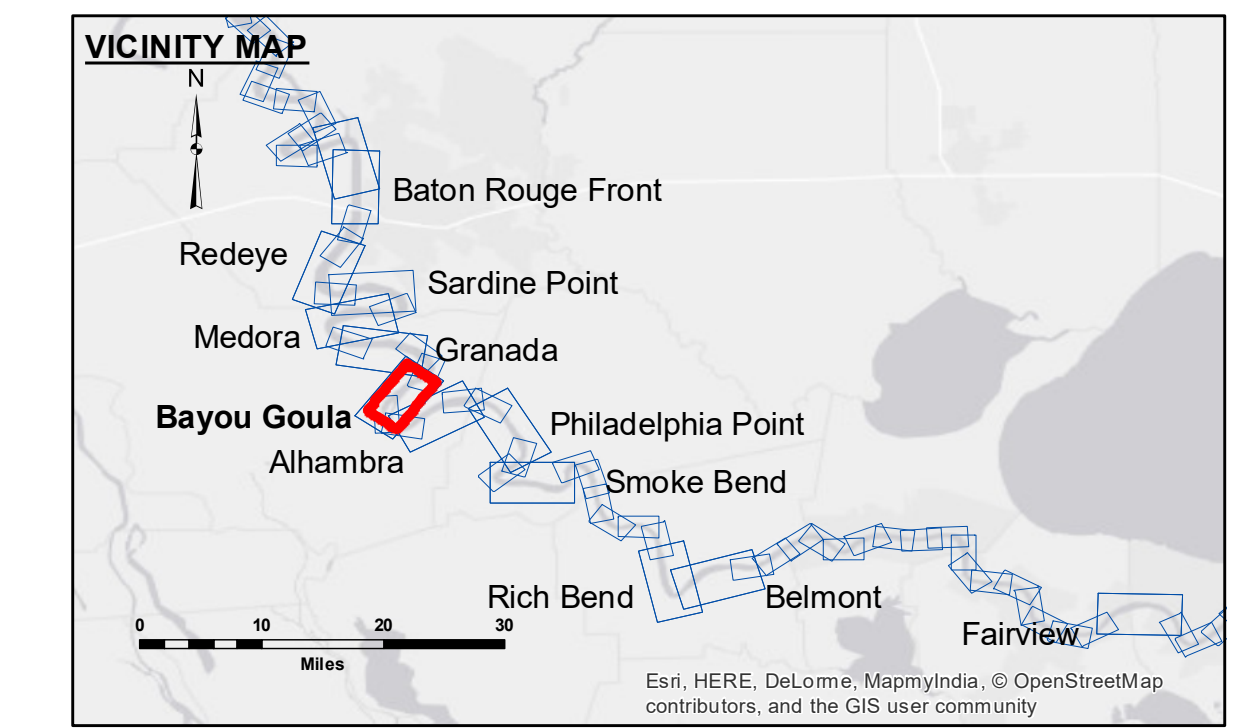 VICINITY MAP
N
Baton Rouge Front
Redeye
Sardine Point
Medora
Granada
Bayou Goula
Philadelphia Point
Alhambra
Smoke Bend
Rich Bend
Belmont
Fairview
0 10 20 30
Miles
Esri, HERE, DeLorme, MapmyIndia, © OpenStreetMap
contributors, and the GIS user community